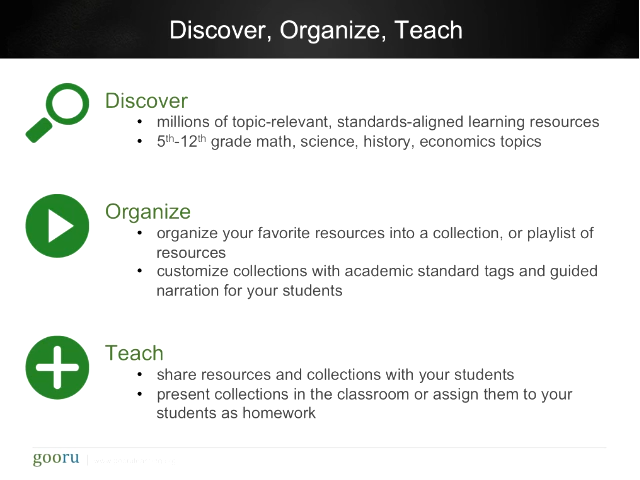 Discover, Organize, Teach
Discover
• millions of topic-relevant, standards-aligned learning resources
• 5th-12th grade math, science, history, economics topics
Organize
• organize your favorite resources into a collection, or playlist of
resources
• customize collections with academic standard tags and guided
narration for your students
Teach
• share resources and collections with your students
• present collections in the classroom or assign them to your
students as homework
gooru |